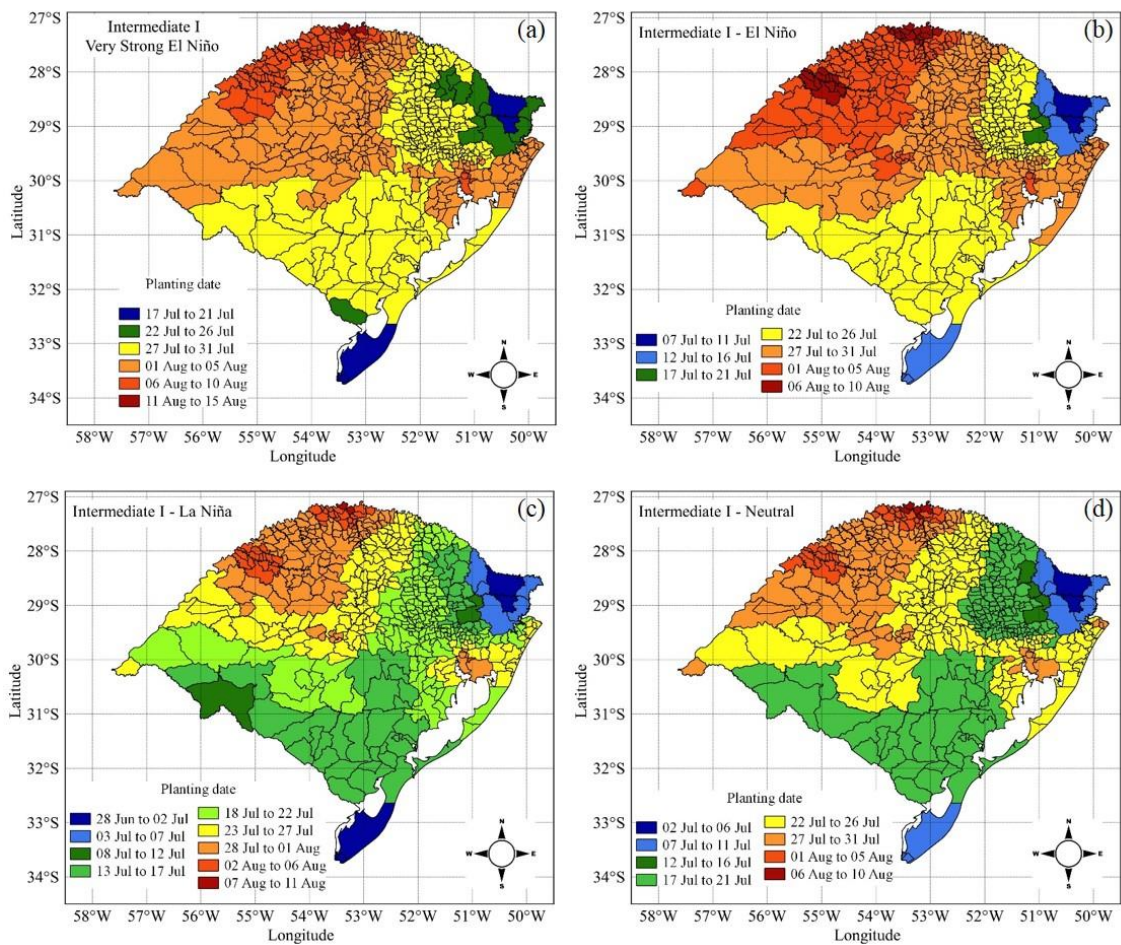 Intermediate I
Very Strong El Niño
(a)
27°S
28°S
29°S
30°S
31°S
32°S
33°S
34°S
Latitude
Planting date
17 Jul to 21 Jul
22 Jul to 26 Jul
27 Jul to 31 Jul
01 Aug to 05 Aug
06 Aug to 10 Aug
11 Aug to 15 Aug
N
W E
S
58°W 57°W 56°W 55°W 54°W 53°W 52°W 51°W 50°W
Longitude
Intermediate I - El Niño
(b)
27°S
28°S
29°S
30°S
31°S
32°S
33°S
34°S
Latitude
Planting date
07 Jul to 11 Jul
12 Jul to 16 Jul
17 Jul to 21 Jul
22 Jul to 26 Jul
27 Jul to 31 Jul
01 Aug to 05 Aug
06 Aug to 10 Aug
N
W E
S
58°W 57°W 56°W 55°W 54°W 53°W 52°W 51°W 50°W
Longitude
Intermediate I - La Niña
(c)
27°S
28°S
29°S
30°S
31°S
32°S
33°S
34°S
Latitude
Planting date
28 Jun to 02 Jul
03 Jul to 07 Jul
08 Jul to 12 Jul
13 Jul to 17 Jul
18 Jul to 22 Jul
23 Jul to 27 Jul
28 Jul to 01 Aug
02 Aug to 06 Aug
07 Aug to 11 Aug
N
W E
S
58°W 57°W 56°W 55°W 54°W 53°W 52°W 51°W 50°W
Longitude
Intermediate I - Neutral
(d)
27°S
28°S
29°S
30°S
31°S
32°S
33°S
34°S
Latitude
Planting date
02 Jul to 06 Jul
07 Jul to 11 Jul
12 Jul to 16 Jul
17 Jul to 21 Jul
22 Jul to 26 Jul
27 Jul to 31 Jul
01 Aug to 05 Aug
06 Aug to 10 Aug
N
W E
S
58°W 57°W 56°W 55°W 54°W 53°W 52°W 51°W 50°W
Longitude